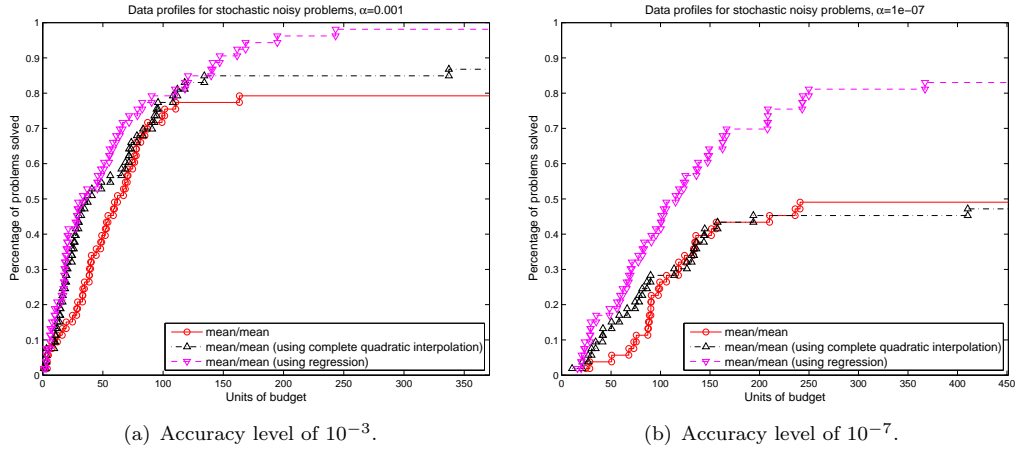 Data profiles for stochastic noisy problems, α=0.001
Percentage of problems solved
1
0.9
0.8
0.7
0.6
0.5
0.4
0.3
0.2
0.1
0
0
50
100
150
200
250
300
350
Units of budget
mean/mean
mean/mean (using complete quadratic interpolation)
mean/mean (using regression)
(a) Accuracy level of 10⁻³.
Data profiles for stochastic noisy problems, α=1e−07
Percentage of problems solved
1
0.9
0.8
0.7
0.6
0.5
0.4
0.3
0.2
0.1
0
0
50
100
150
200
250
300
350
400
450
Units of budget
mean/mean
mean/mean (using complete quadratic interpolation)
mean/mean (using regression)
(b) Accuracy level of 10⁻⁷.